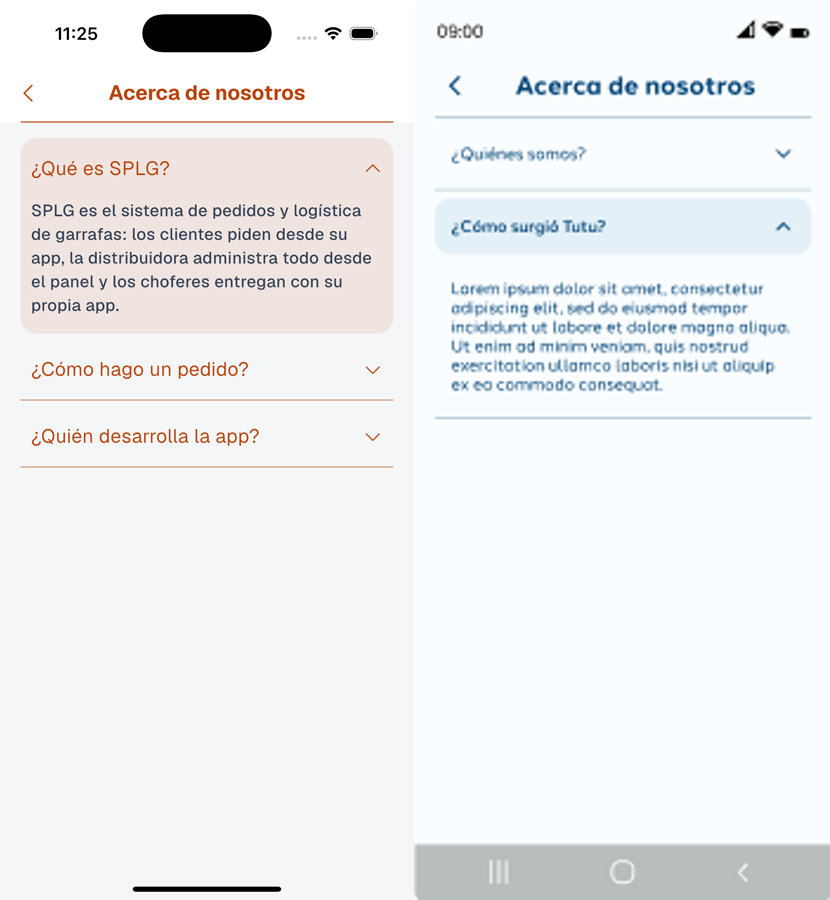 11:25
Acerca de nosotros
¿Qué es SPLG?
SPLG es el sistema de pedidos y logística
de garrafas: los clientes piden desde su
app, la distribuidora administra todo desde
el panel y los choferes entregan con su
propia app.
¿Cómo hago un pedido?
¿Quién desarrolla la app?
09:00
Acerca de nosotros
¿Quiénes somos?
¿Cómo surgió Tutu?
Lorem ipsum dolor sit amet, consectetur
adipiscing elit, sed do eiusmod tempor
incididunt ut labore et dolore magna aliqua.
Ut enim ad minim veniam, quis nostrud
exercitation ullamco laboris nisi ut aliquip
ex ea commodo consequat.